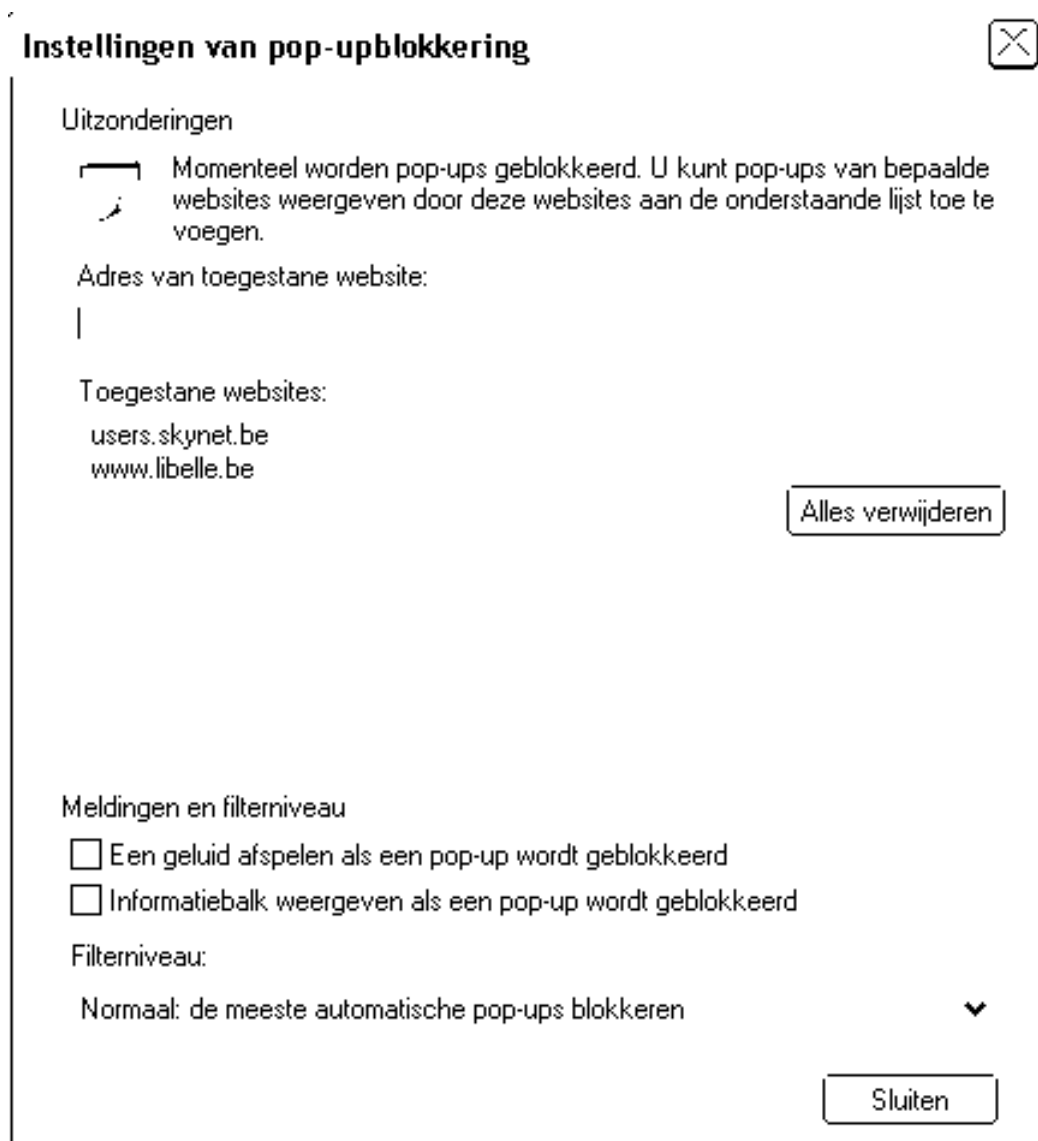 Instellingen van pop-upblokkering
Uitzonderingen
Momenteel worden pop-ups geblokkeerd. U kunt pop-ups van bepaalde
websites weergeven door deze websites aan de onderstaande lijst toe te
voegen.
Adres van toegestane website:
Toegestane websites:
users.skynet.be
www.libelle.be
Alles verwijderen
Meldingen en filterniveau
Een geluid afspelen als een pop-up wordt geblokkeerd
Informatiebalk weergeven als een pop-up wordt geblokkeerd
Filterniveau:
Normaal: de meeste automatische pop-ups blokkeren
Sluiten